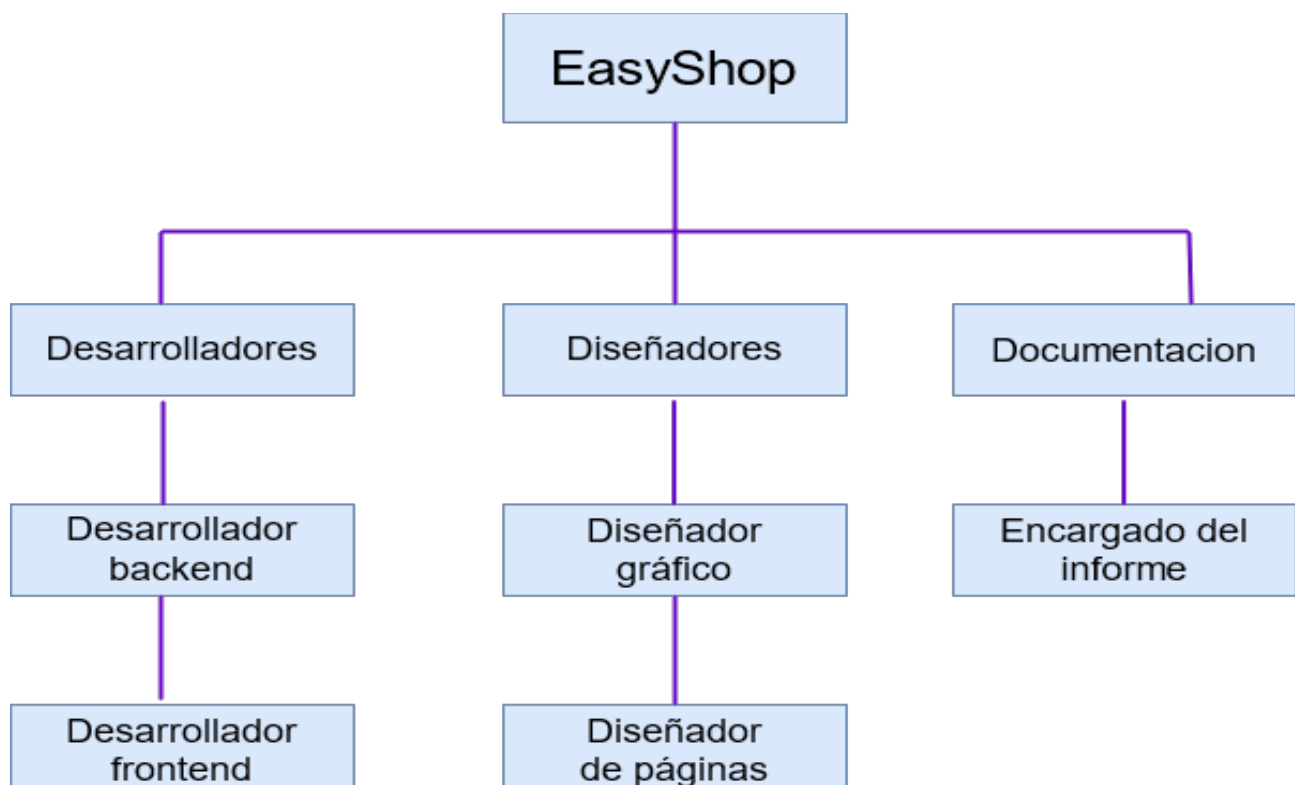 EasyShop
Desarrolladores
Diseñadores
Documentacion
Desarrollador
backend
Diseñador
gráfico
Encargado del
informe
Desarrollador
frontend
Diseñador
de páginas